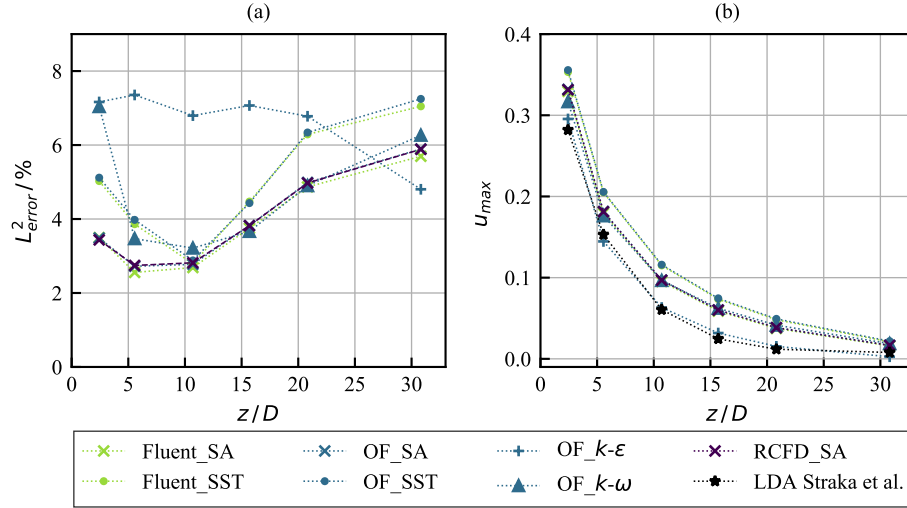 (a)
(b)
8
6
4
2
0
L²error / %
0 5 10 15 20 25 30
z / D
0.4
0.3
0.2
0.1
0.0
umax
0 5 10 15 20 25 30
z / D
Fluent_SA OF_SA OF_k-ε RCFD_SA
Fluent_SST OF_SST OF_k-ω LDA Straka et al.